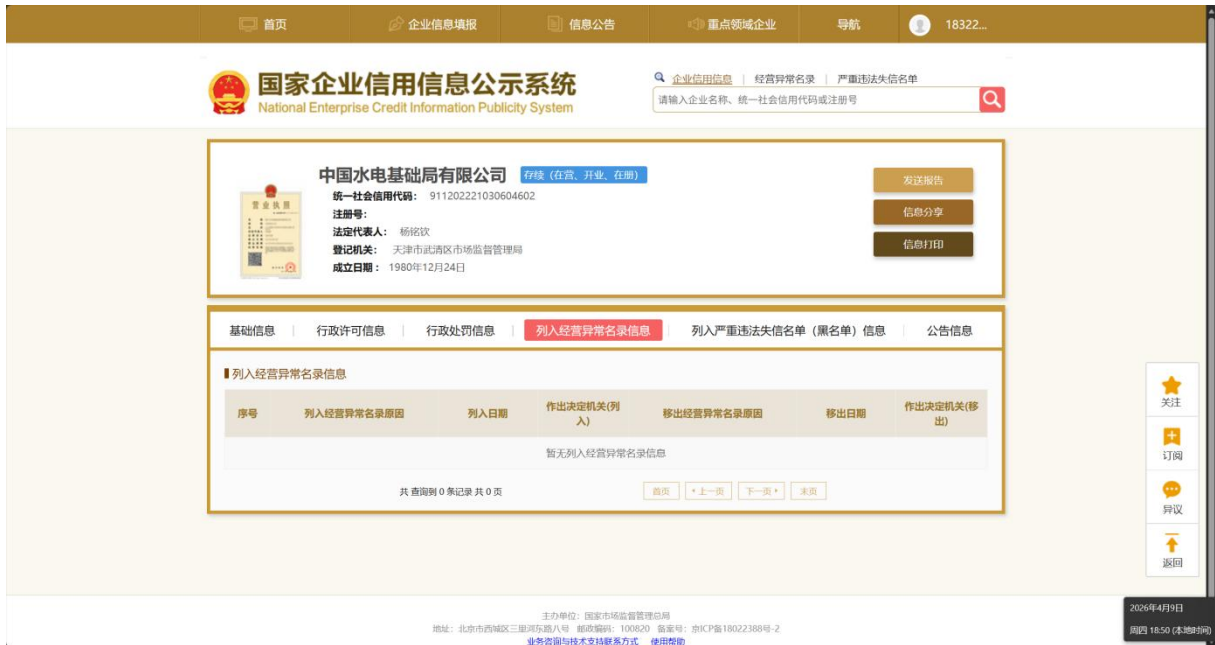 首页 企业信息填报 信息公告 重点领域企业 导航 18322...
国家企业信用信息公示系统
National Enterprise Credit Information Publicity System
企业信用信息 | 经营异常名录 | 严重违法失信名单
请输入企业名称、统一社会信用代码或注册号
中国水电基础局有限公司 存续（在营、开业、在册）
统一社会信用代码： 911202221030604602
注册号：
法定代表人： 杨铭钦
登记机关： 天津市武清区市场监督管理局
成立日期： 1980年12月24日
营业执照
发送报告
信息分享
信息打印
基础信息 | 行政许可信息 | 行政处罚信息 | 列入经营异常名录信息 | 列入严重违法失信名单（黑名单）信息 | 公告信息
列入经营异常名录信息
序号 列入经营异常名录原因 列入日期 作出决定机关(列入) 移出经营异常名录原因 移出日期 作出决定机关(移出)
暂无列入经营异常名录信息
共 查询到 0 条记录 共 0 页 首页 上一页 下一页 末页
关注
订阅
异议
返回
主办单位：国家市场监督管理总局
地址：北京市西城区三里河东路八号 邮政编码：100820 备案号：京ICP备18022388号-2
业务咨询与技术支持联系方式 使用帮助
2026年4月9日
周四 18:50 (本地时间)